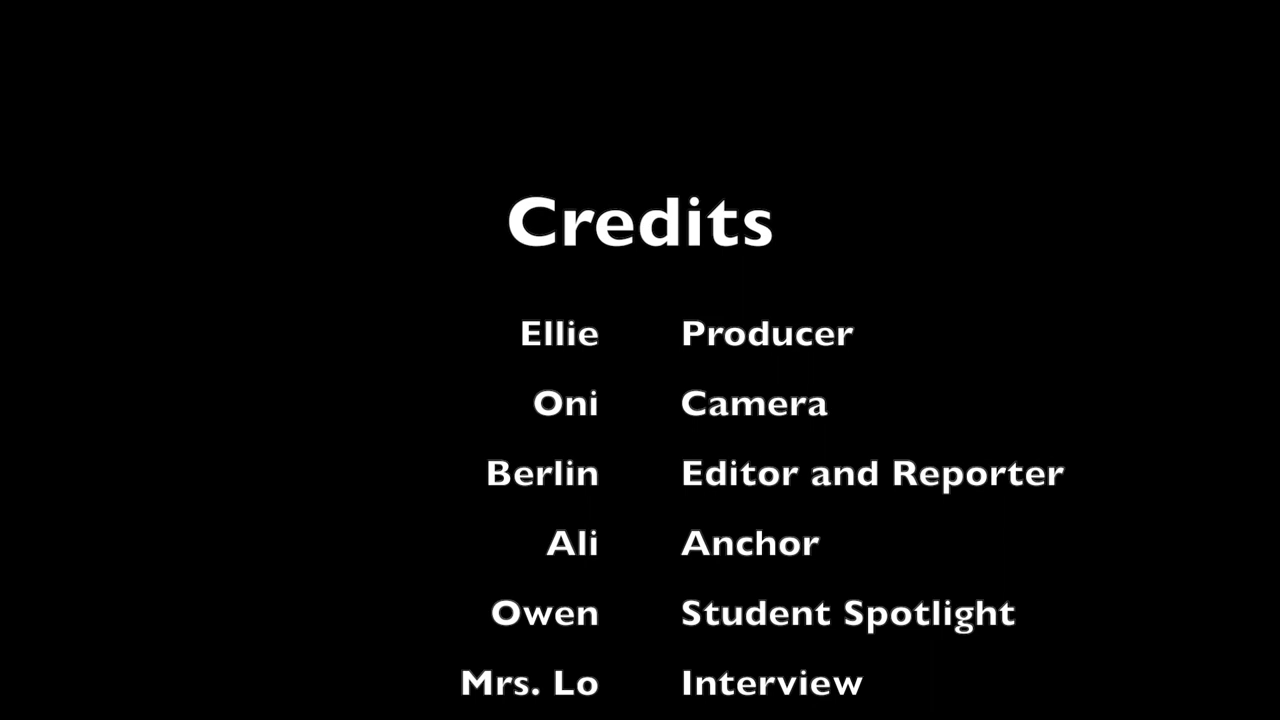 Credits
Ellie Producer
Oni Camera
Berlin Editor and Reporter
Ali Anchor
Owen Student Spotlight
Mrs. Lo Interview